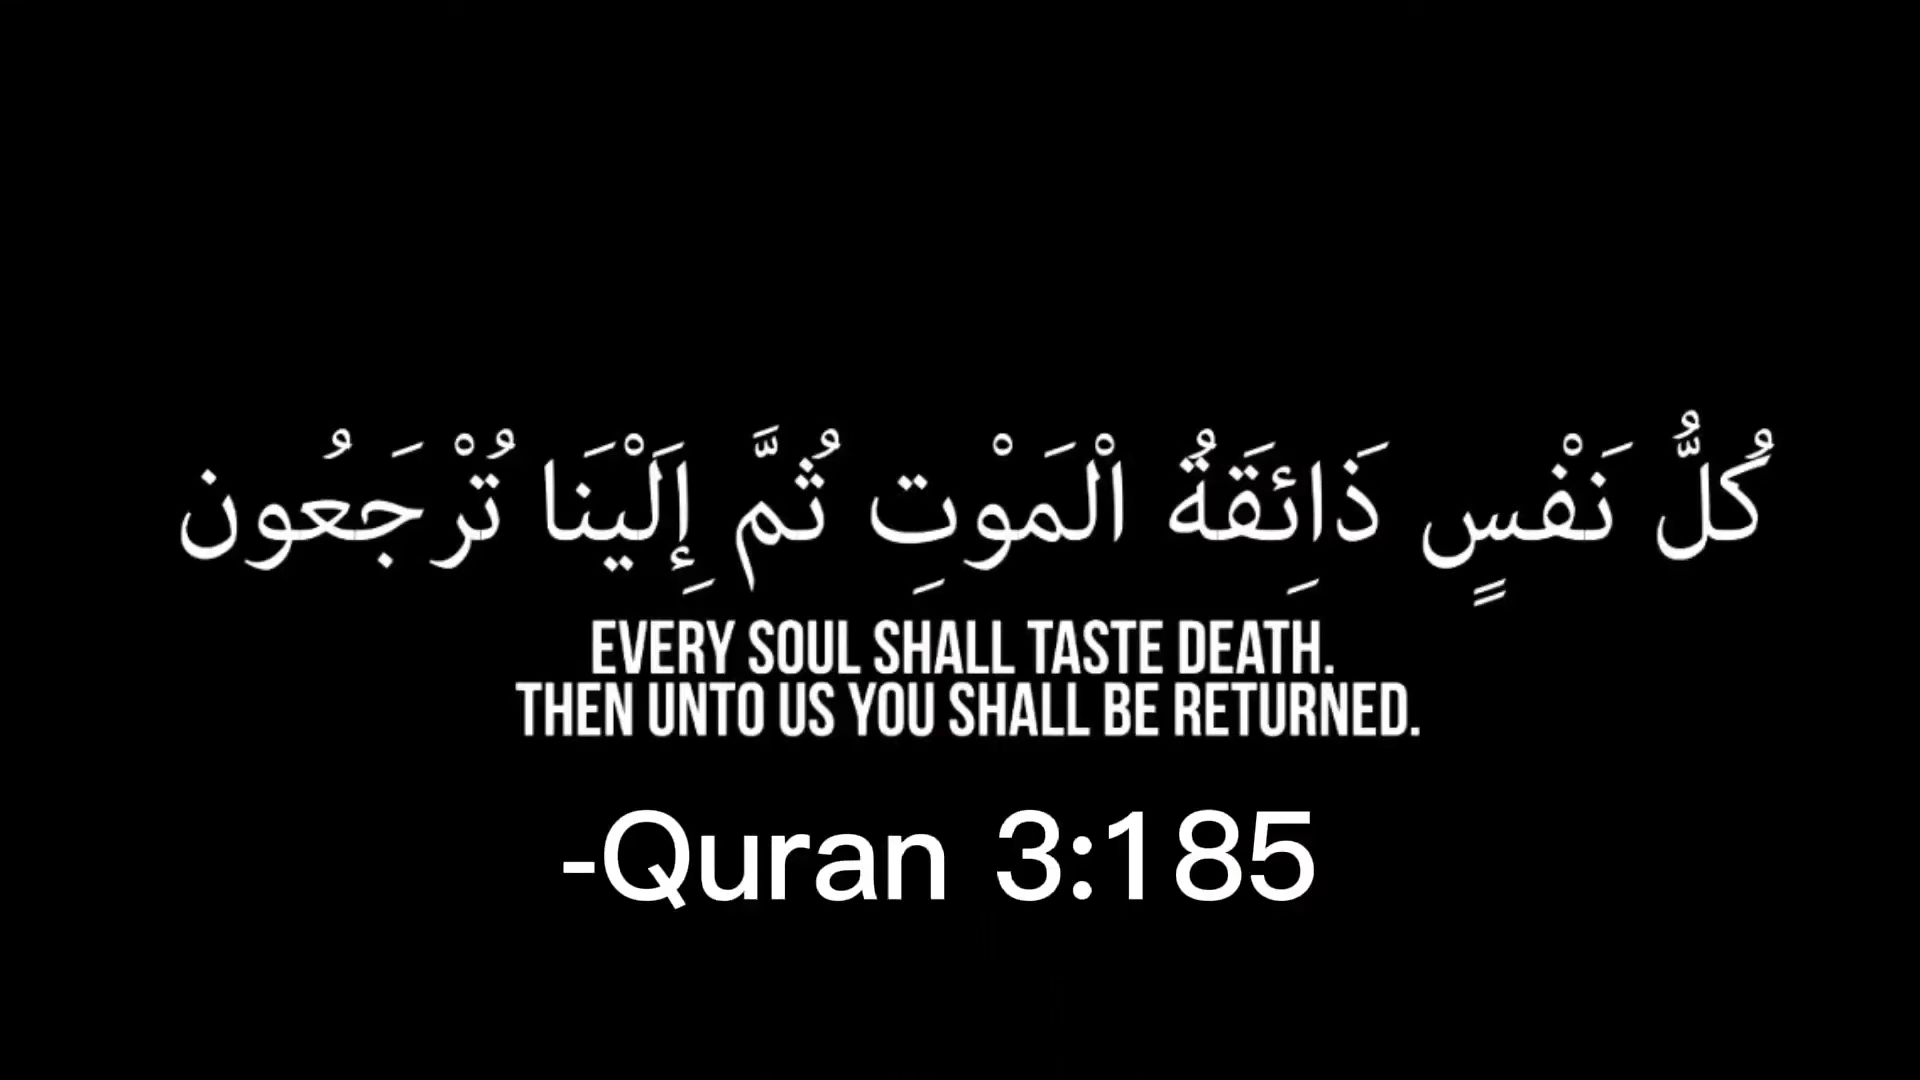 كُلُّ نَفْسٍ ذَائِقَةُ الْمَوْتِ ثُمَّ إِلَيْنَا تُرْجَعُون
EVERY SOUL SHALL TASTE DEATH.
THEN UNTO US YOU SHALL BE RETURNED.
-Quran 3:185